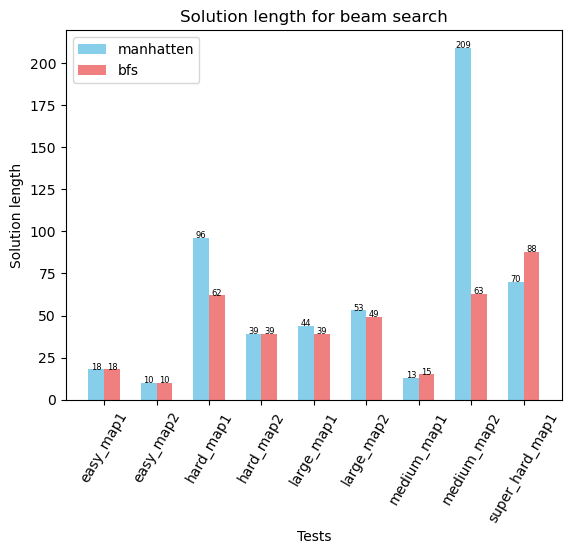 Solution length for beam search
manhatten
bfs
Solution length
200
175
150
125
100
75
50
25
0
18 18
10 10
96 62
39 39
44 39
53 49
13 15
209 63
70 88
easy_map1
easy_map2
hard_map1
hard_map2
large_map1
large_map2
medium_map1
medium_map2
super_hard_map1
Tests